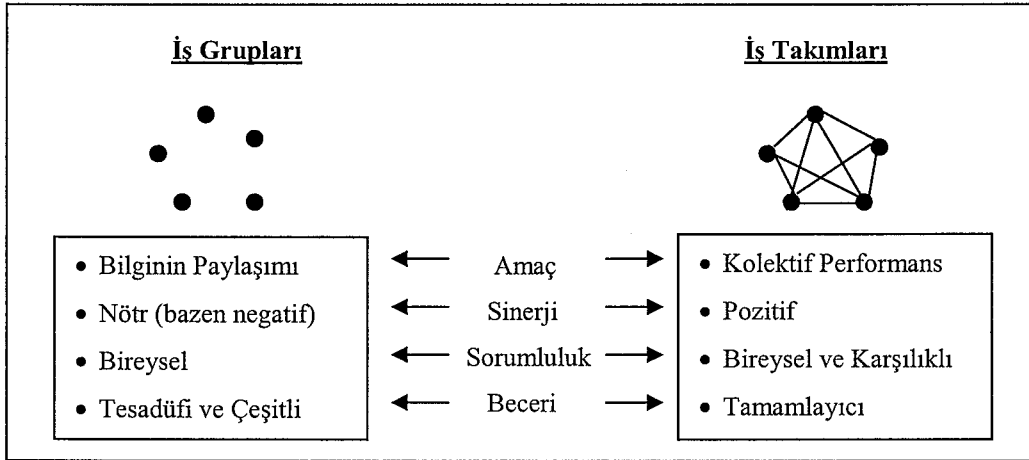 İş Grupları
İş Takımları
• Bilginin Paylaşımı
• Nötr (bazen negatif)
• Bireysel
• Tesadüfi ve Çeşitli
Amaç
Sinerji
Sorumluluk
Beceri
• Kolektif Performans
• Pozitif
• Bireysel ve Karşılıklı
• Tamamlayıcı